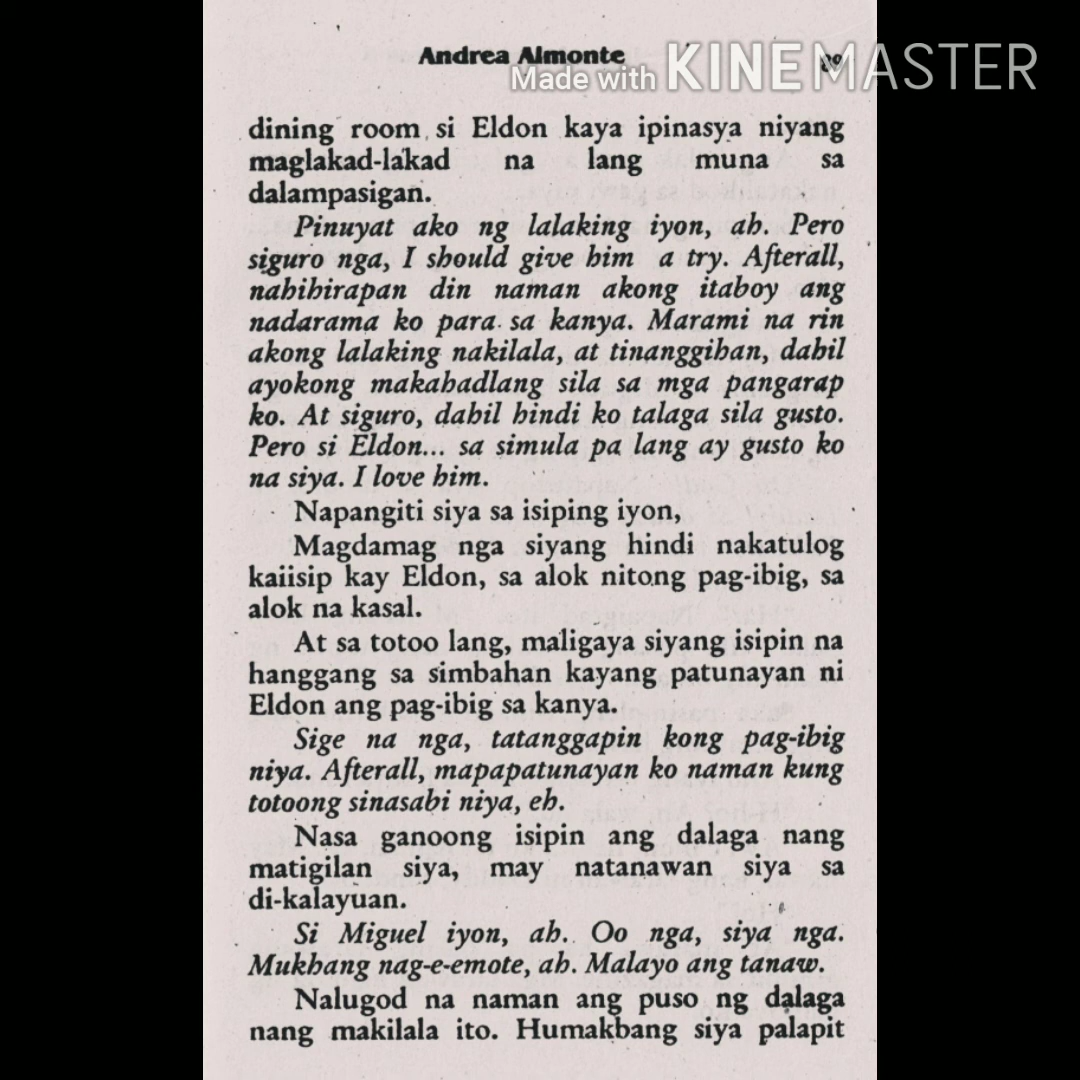 Andrea Almonte 89
Made with KINEMASTER
dining room si Eldon kaya ipinasya niyang
maglakad-lakad na lang muna sa
dalampasigan.
Pinuyat ako ng lalaking iyon, ah. Pero
siguro nga, I should give him a try. Afterall,
nahihirapan din naman akong itaboy ang
nadarama ko para sa kanya. Marami na rin
akong lalaking nakilala, at tinanggihan, dahil
ayokong makahadlang sila sa mga pangarap
ko. At siguro, dahil hindi ko talaga sila gusto.
Pero si Eldon... sa simula pa lang ay gusto ko
na siya. I love him.
Napangiti siya sa isiping iyon,
Magdamag nga siyang hindi nakatulog
kaiisip kay Eldon, sa alok nitong pag-ibig, sa
alok na kasal.
At sa totoo lang, maligaya siyang isipin na
hanggang sa simbahan kayang patunayan ni
Eldon ang pag-ibig sa kanya.
Sige na nga, tatanggapin kong pag-ibig
niya. Afterall, mapapatunayan ko naman kung
totoong sinasabi niya, eh.
Nasa ganoong isipin ang dalaga nang
matigilan siya, may natanawan siya sa
di-kalayuan.
Si Miguel iyon, ah. Oo nga, siya nga.
Mukhang nag-e-emote, ah. Malayo ang tanaw.
Nalugod na naman ang puso ng dalaga
nang makilala ito. Humakbang siya palapit